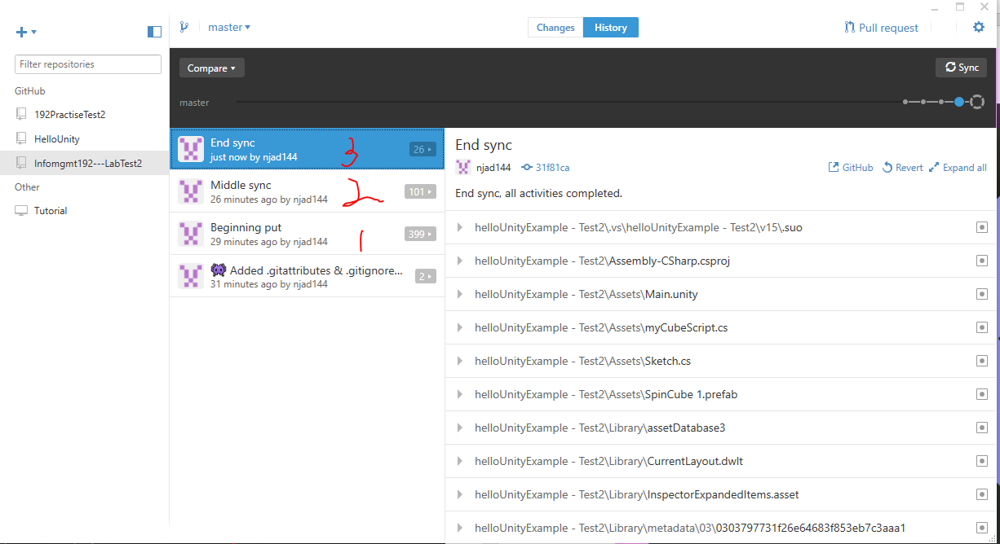 master
Changes
History
Pull request
Filter repositories
GitHub
192PractiseTest2
HelloUnity
Infomgmt192---LabTest2
Other
Tutorial
Compare
Sync
master
End sync
just now by njad144
3
26
Middle sync
26 minutes ago by njad144
2
101
Beginning put
29 minutes ago by njad144
1
399
Added .gitattributes & .gitignore...
31 minutes ago by njad144
2
End sync
njad144
31f81ca
GitHub
Revert
Expand all
End sync, all activities completed.
helloUnityExample - Test2\.vs\helloUnityExample - Test2\v15\.suo
helloUnityExample - Test2\Assembly-CSharp.csproj
helloUnityExample - Test2\Assets\Main.unity
helloUnityExample - Test2\Assets\myCubeScript.cs
helloUnityExample - Test2\Assets\Sketch.cs
helloUnityExample - Test2\Assets\SpinCube 1.prefab
helloUnityExample - Test2\Library\assetDatabase3
helloUnityExample - Test2\Library\CurrentLayout.dwlt
helloUnityExample - Test2\Library\InspectorExpandedItems.asset
helloUnityExample - Test2\Library\metadata\03\0303797731f26e64683f853eb7c3aaa1